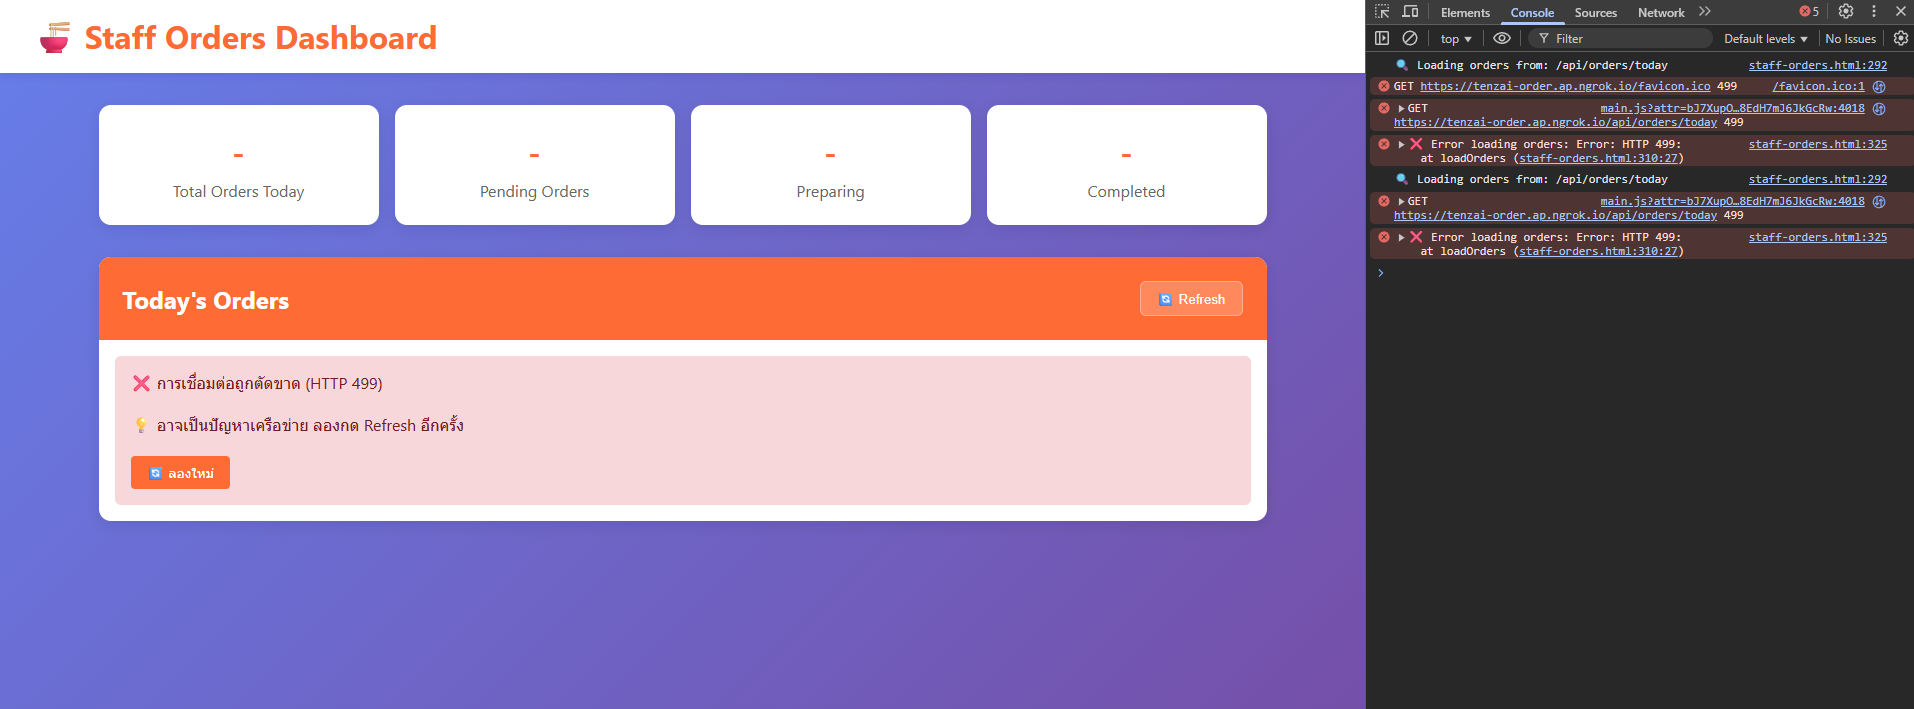 Staff Orders Dashboard
-
Total Orders Today
-
Pending Orders
-
Preparing
-
Completed
Today's Orders
Refresh
การเชื่อมต่อถูกตัดขาด (HTTP 499)
อาจเป็นปัญหาเครือข่าย ลองกด Refresh อีกครั้ง
ลองใหม่
Elements Console Sources Network 5
top Filter Default levels No Issues
Loading orders from: /api/orders/today staff-orders.html:292
GET https://tenzai-order.ap.ngrok.io/favicon.ico 499 /favicon.ico:1
GET main.js?attr=bJ7XupO…8EdH7mJ6JkGcRw:4018
https://tenzai-order.ap.ngrok.io/api/orders/today 499
Error loading orders: Error: HTTP 499: staff-orders.html:325
at loadOrders (staff-orders.html:310:27)
Loading orders from: /api/orders/today staff-orders.html:292
GET main.js?attr=bJ7XupO…8EdH7mJ6JkGcRw:4018
https://tenzai-order.ap.ngrok.io/api/orders/today 499
Error loading orders: Error: HTTP 499: staff-orders.html:325
at loadOrders (staff-orders.html:310:27)